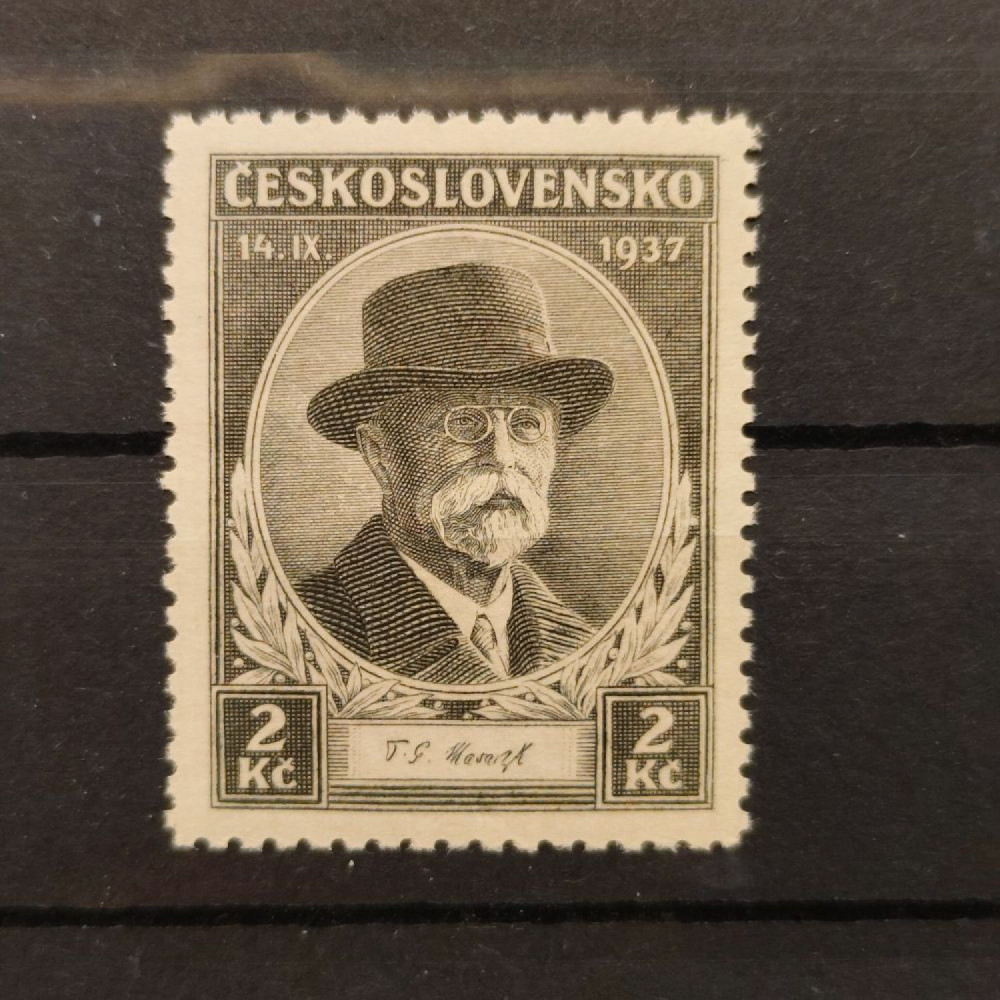 ČESKOSLOVENSKO
14.IX. 1937
T. G. Masaryk
2 Kč 2 Kč